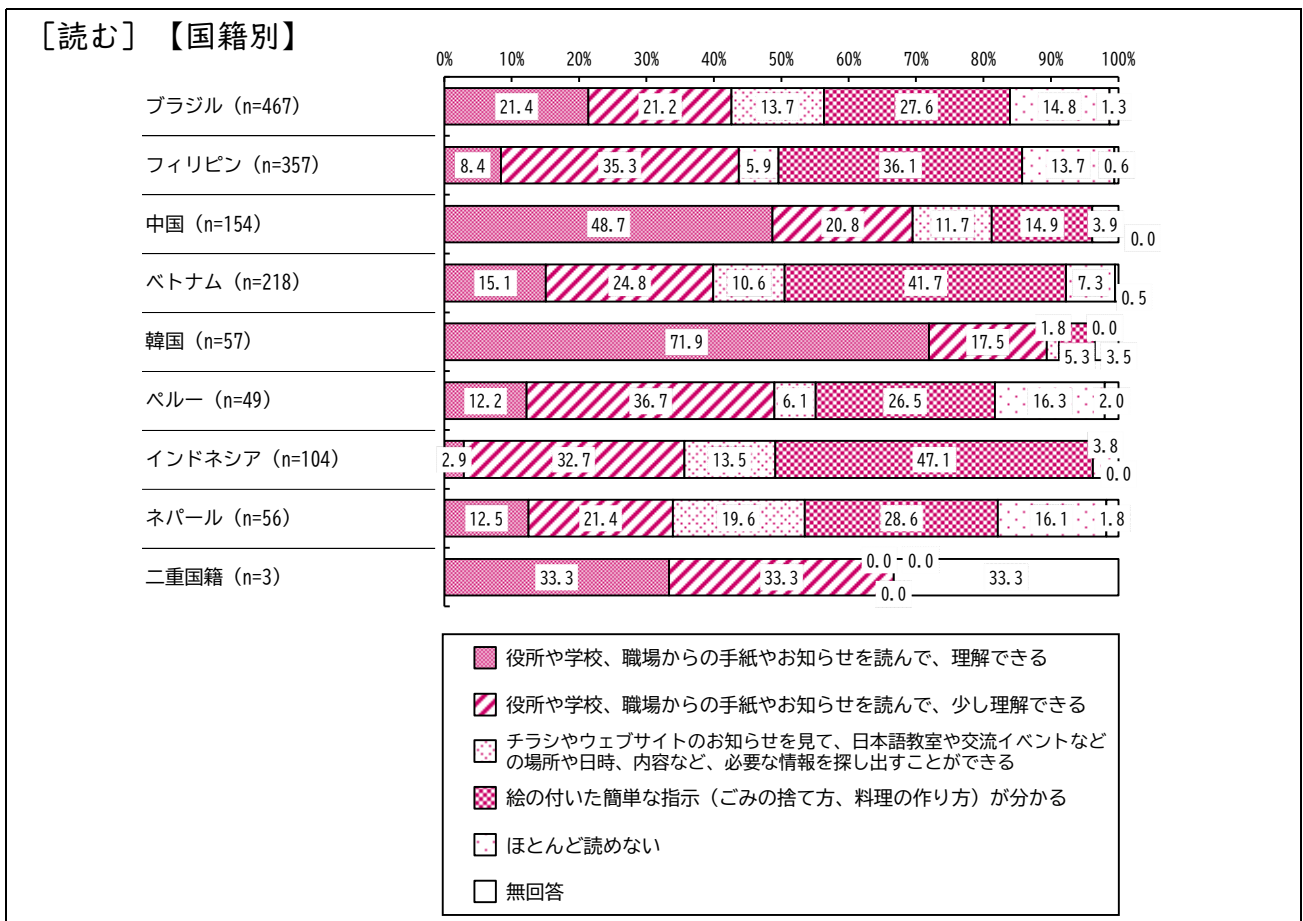 ［読む］【国籍別】
0% 10% 20% 30% 40% 50% 60% 70% 80% 90% 100%
ブラジル（n=467） 21.4 21.2 13.7 27.6 14.8 1.3
フィリピン（n=357） 8.4 35.3 5.9 36.1 13.7 0.6
中国（n=154） 48.7 20.8 11.7 14.9 3.9 0.0
ベトナム（n=218） 15.1 24.8 10.6 41.7 7.3 0.5
韓国（n=57） 71.9 17.5 1.8 5.3 0.0 3.5
ペルー（n=49） 12.2 36.7 6.1 26.5 16.3 2.0
インドネシア（n=104） 2.9 32.7 13.5 47.1 3.8 0.0
ネパール（n=56） 12.5 21.4 19.6 28.6 16.1 1.8
二重国籍（n=3） 33.3 33.3 0.0 0.0 0.0 33.3
役所や学校、職場からの手紙やお知らせを読んで、理解できる
役所や学校、職場からの手紙やお知らせを読んで、少し理解できる
チラシやウェブサイトのお知らせを見て、日本語教室や交流イベントなど
の場所や日時、内容など、必要な情報を探し出すことができる
絵の付いた簡単な指示（ごみの捨て方、料理の作り方）が分かる
ほとんど読めない
無回答